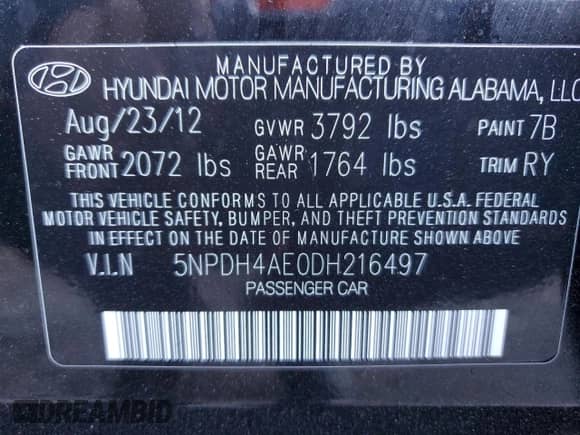 MANUFACTURED BY
HYUNDAI MOTOR MANUFACTURING ALABAMA, LLC
Aug/23/12 GVWR 3792 lbs PAINT 7B
GAWR FRONT 2072 lbs GAWR REAR 1764 lbs TRIM RY
THIS VEHICLE CONFORMS TO ALL APPLICABLE U.S.A. FEDERAL
MOTOR VEHICLE SAFETY, BUMPER, AND THEFT PREVENTION STANDARDS
IN EFFECT ON THE DATE OF MANUFACTURE SHOWN ABOVE.
V.I.N 5NPDH4AE0DH216497
PASSENGER CAR
DREAMBID